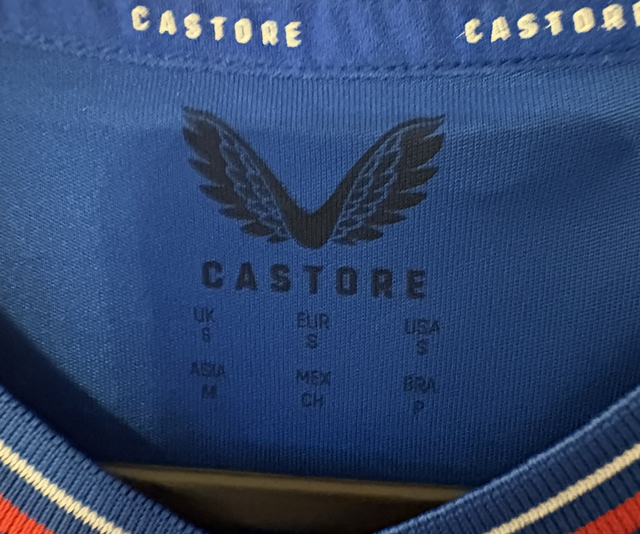 CASTORE CASTORE
CASTORE
UK EUR USA
S S S
ASIA MEX BRA
M CH P